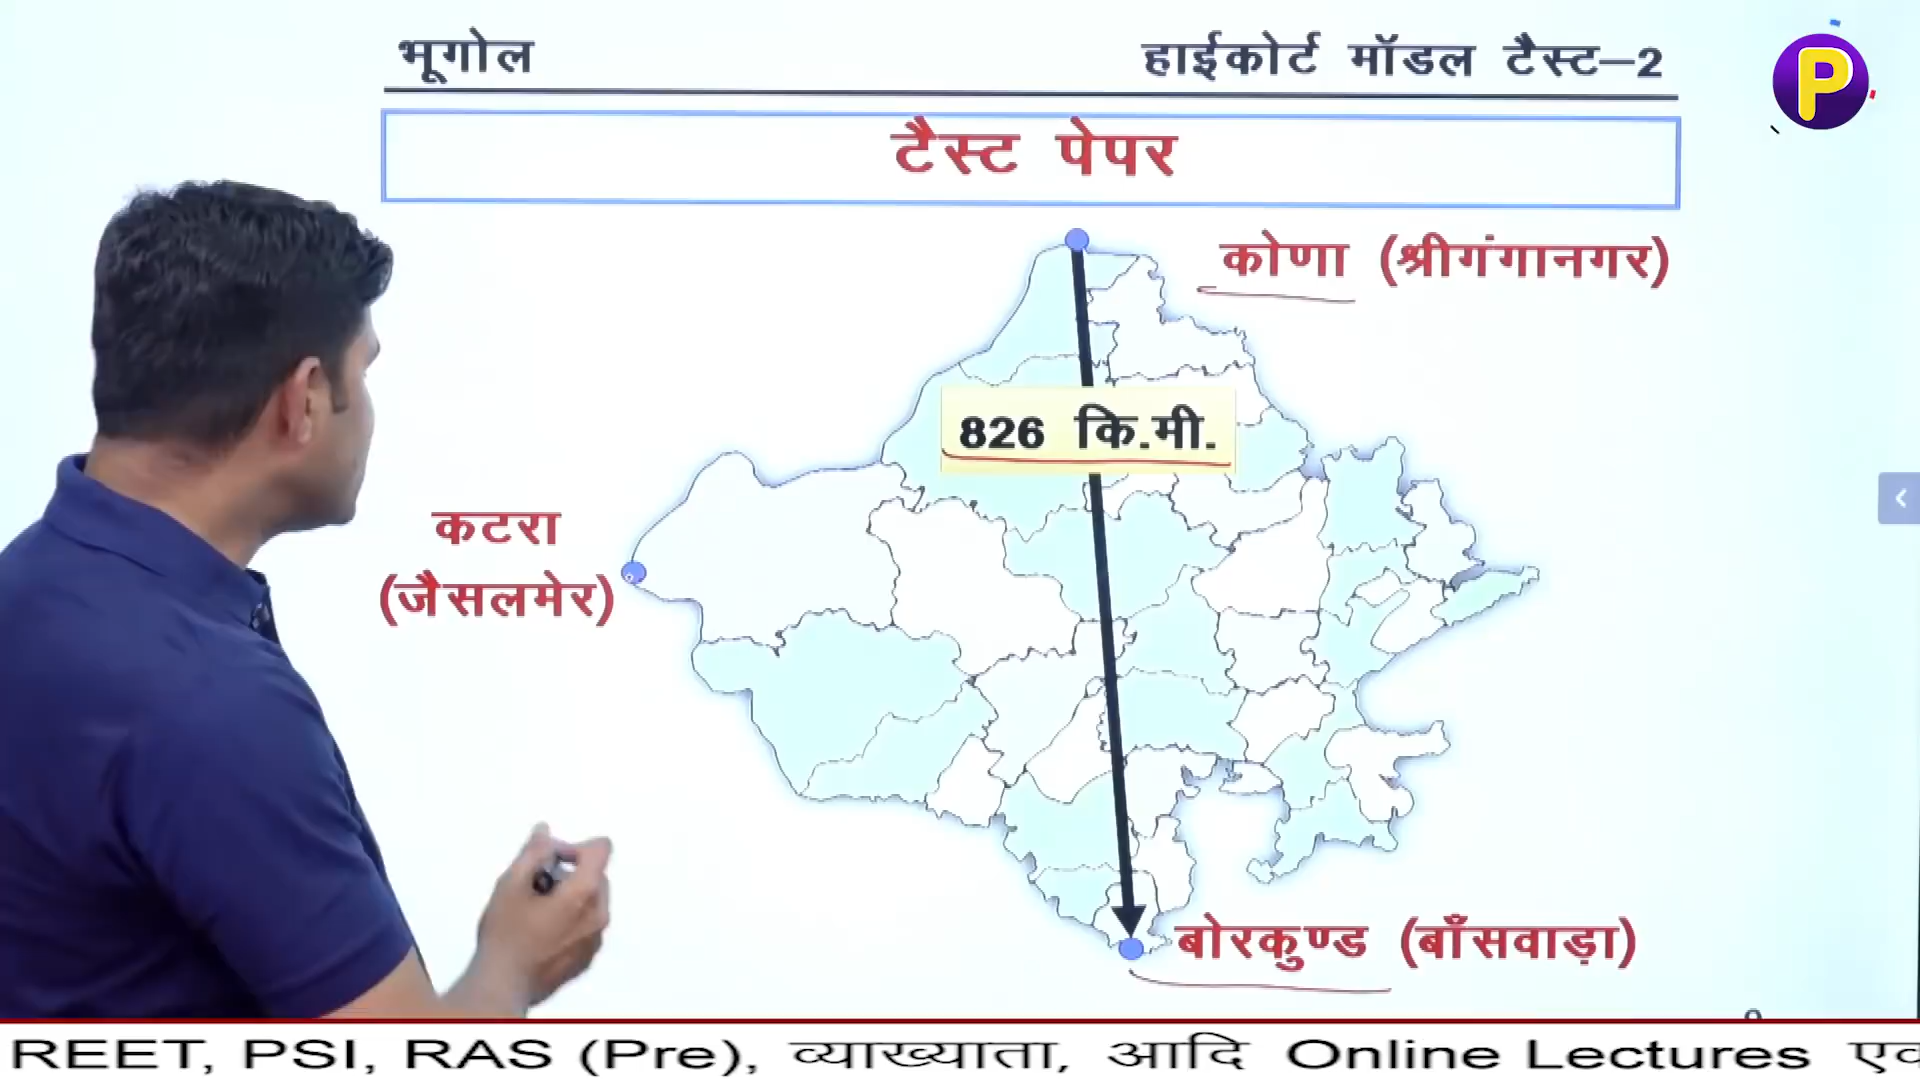 भूगोल
हाईकोर्ट मॉडल टैस्ट–2
P
टैस्ट पेपर
कोणा (श्रीगंगानगर)
826 कि.मी.
कटरा
(जैसलमेर)
बोरकुण्ड (बाँसवाड़ा)
REET, PSI, RAS (Pre), व्याख्याता, आदि Online Lectures